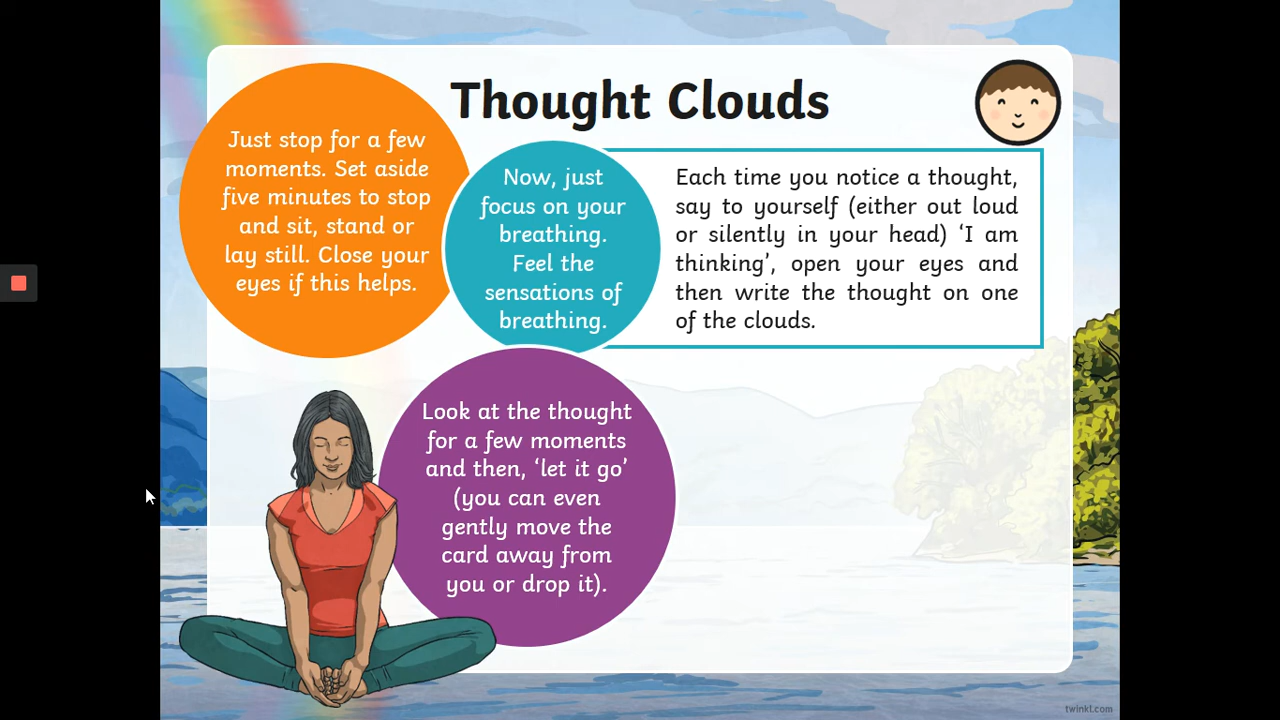 Thought Clouds
Just stop for a few
moments. Set aside
five minutes to stop
and sit, stand or
lay still. Close your
eyes if this helps.
Now, just
focus on your
breathing.
Feel the
sensations of
breathing.
Each time you notice a thought,
say to yourself (either out loud
or silently in your head) ‘I am
thinking’, open your eyes and
then write the thought on one
of the clouds.
Look at the thought
for a few moments
and then, ‘let it go’
(you can even
gently move the
card away from
you or drop it).
twinkl.com